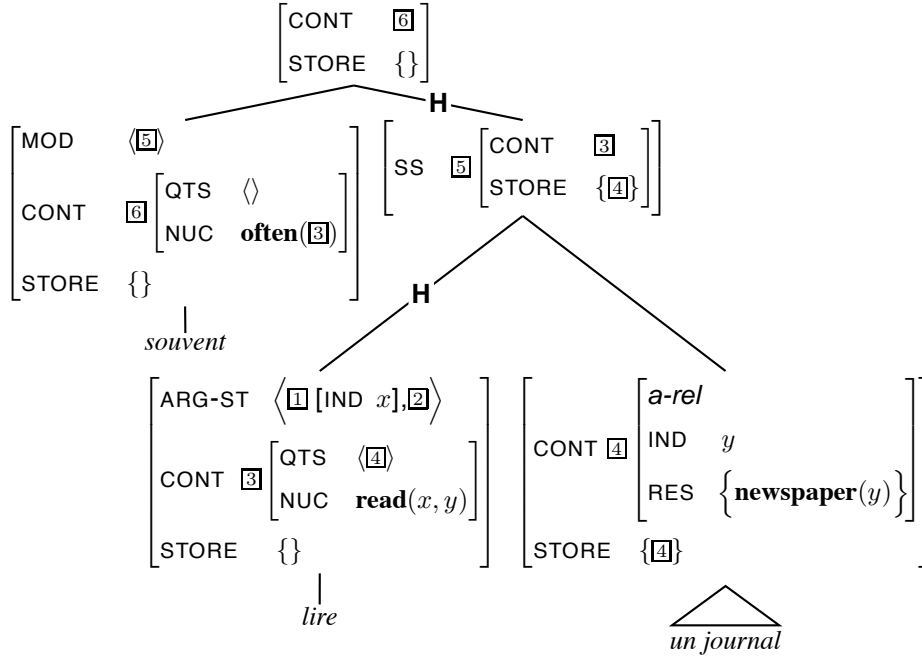 CONT 6
STORE {}
H
MOD ⟨5⟩
CONT 6 QTS ⟨⟩
NUC often(3)
STORE {}
souvent
SS 5 CONT 3
STORE {4}
H
ARG-ST ⟨1 [IND x],2⟩
CONT 3 QTS ⟨4⟩
NUC read(x, y)
STORE {}
lire
CONT 4 a-rel
IND y
RES {newspaper(y)}
STORE {4}
un journal